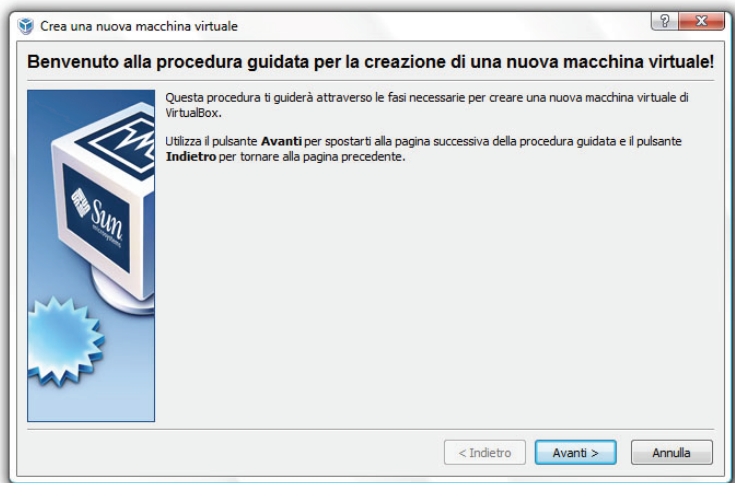 Crea una nuova macchina virtuale
?
X
Benvenuto alla procedura guidata per la creazione di una nuova macchina virtuale!
Questa procedura ti guiderà attraverso le fasi necessarie per creare una nuova macchina virtuale di
VirtualBox.
Utilizza il pulsante Avanti per spostarti alla pagina successiva della procedura guidata e il pulsante
Indietro per tornare alla pagina precedente.
Sun
microsystems
< Indietro
Avanti >
Annulla